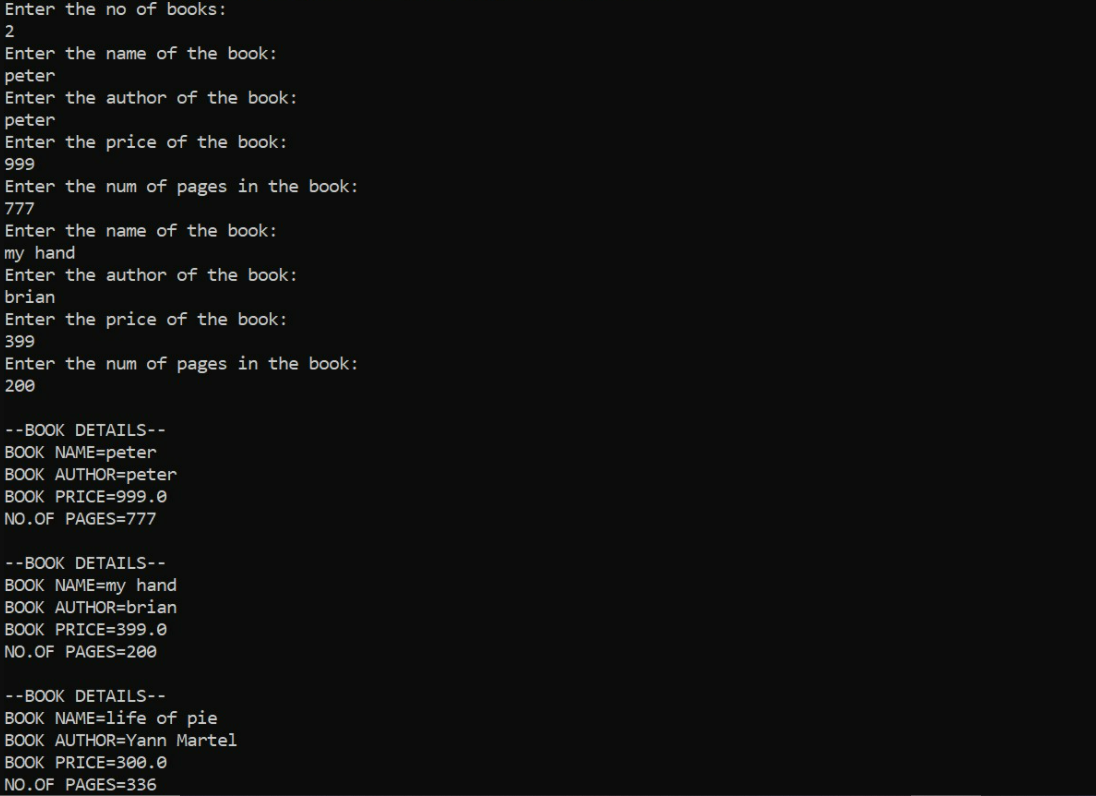 Enter the no of books:
2
Enter the name of the book:
peter
Enter the author of the book:
peter
Enter the price of the book:
999
Enter the num of pages in the book:
777
Enter the name of the book:
my hand
Enter the author of the book:
brian
Enter the price of the book:
399
Enter the num of pages in the book:
200
--BOOK DETAILS--
BOOK NAME=peter
BOOK AUTHOR=peter
BOOK PRICE=999.0
NO.OF PAGES=777
--BOOK DETAILS--
BOOK NAME=my hand
BOOK AUTHOR=brian
BOOK PRICE=399.0
NO.OF PAGES=200
--BOOK DETAILS--
BOOK NAME=life of pie
BOOK AUTHOR=Yann Martel
BOOK PRICE=300.0
NO.OF PAGES=336